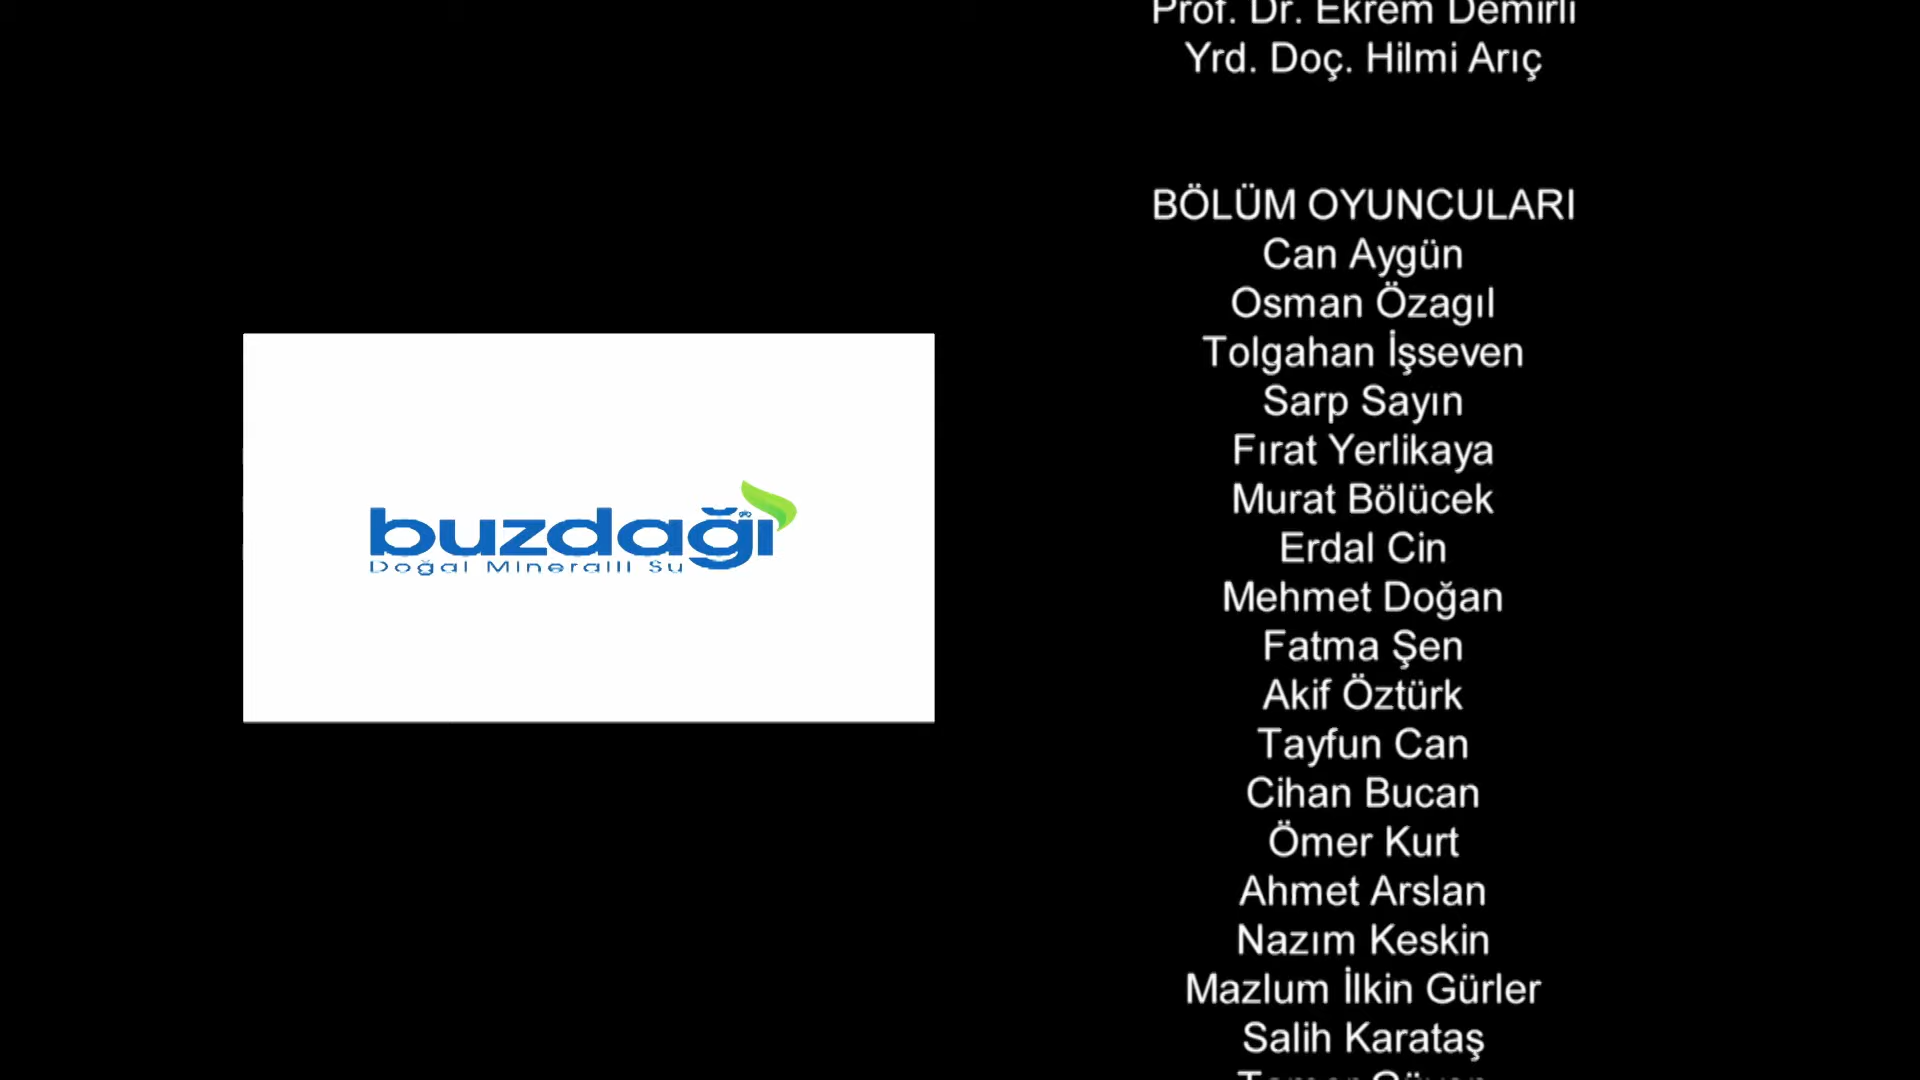 Prof. Dr. Ekrem Demirli
Yrd. Doç. Hilmi Arıç
BÖLÜM OYUNCULARI
Can Aygün
Osman Özagıl
Tolgahan İşseven
Sarp Sayın
Fırat Yerlikaya
Murat Bölücek
Erdal Cin
Mehmet Doğan
Fatma Şen
Akif Öztürk
Tayfun Can
Cihan Bucan
Ömer Kurt
Ahmet Arslan
Nazım Keskin
Mazlum İlkin Gürler
Salih Karataş
buzdağı
Doğal Mineralli Su